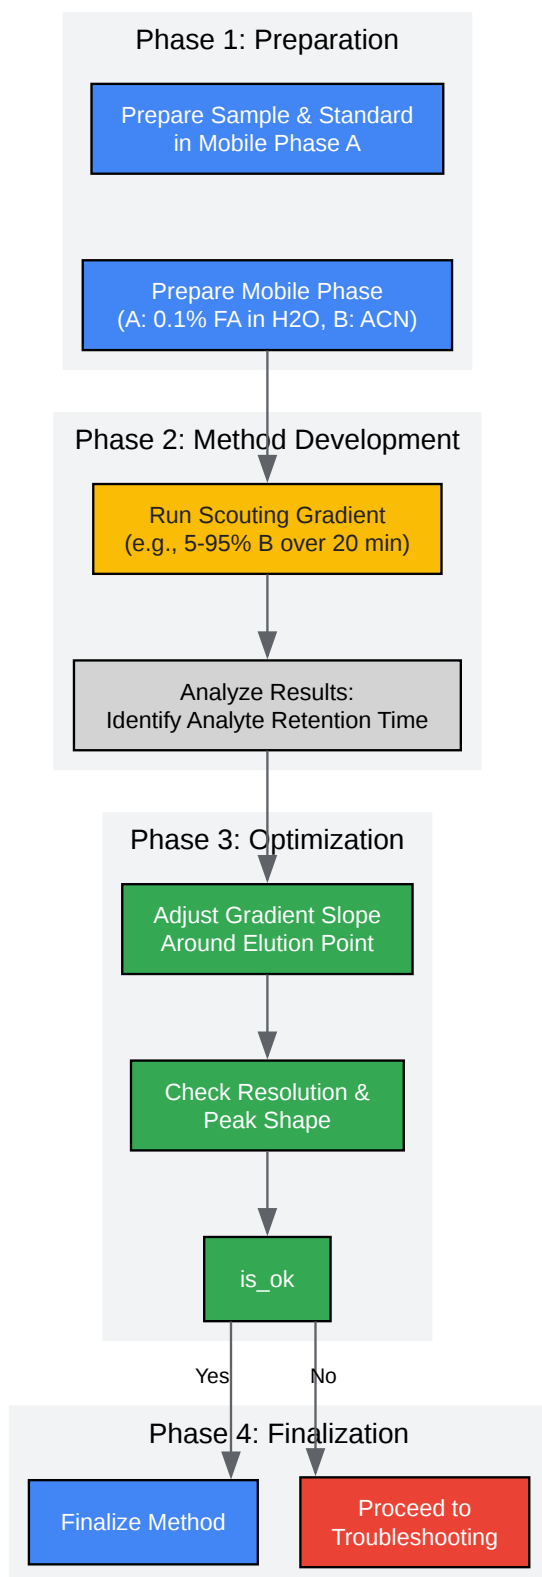 Phase 1: Preparation
Prepare Sample & Standard
in Mobile Phase A
Prepare Mobile Phase
(A: 0.1% FA in H2O, B: ACN)
Phase 2: Method Development
Run Scouting Gradient
(e.g., 5-95% B over 20 min)
Analyze Results:
Identify Analyte Retention Time
Phase 3: Optimization
Adjust Gradient Slope
Around Elution Point
Check Resolution &
Peak Shape
is_ok
Yes
No
Phase 4: Finalization
Finalize Method
Proceed to
Troubleshooting